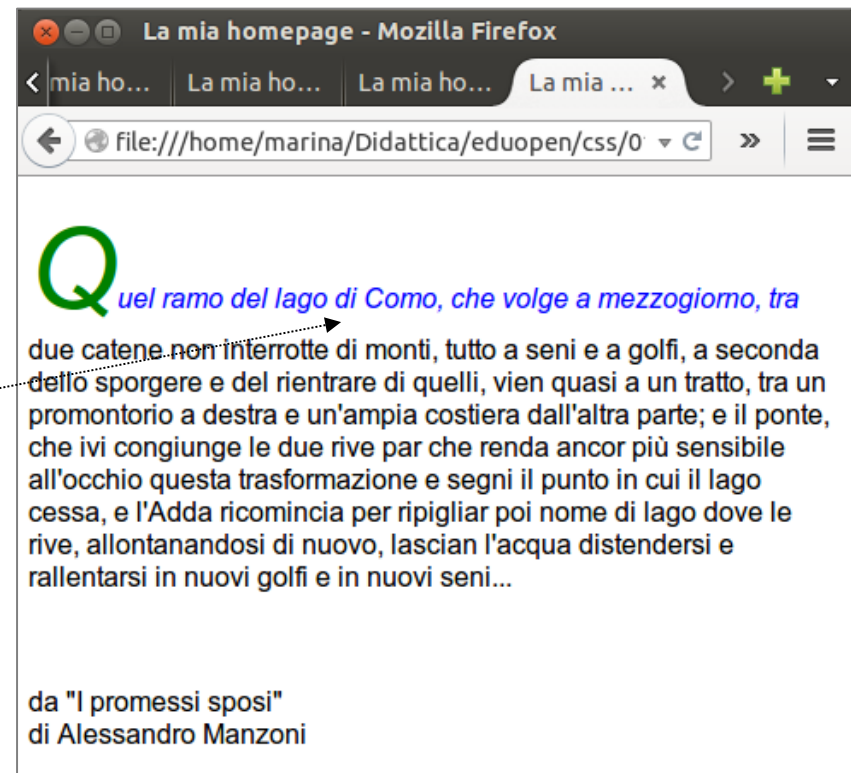 La mia homepage - Mozilla Firefox
mia ho... La mia ho... La mia ho... La mia ...
file:///home/marina/Didattica/eduopen/css/0
Quel ramo del lago di Como, che volge a mezzogiorno, tra
due catene non interrotte di monti, tutto a seni e a golfi, a seconda
dello sporgere e del rientrare di quelli, vien quasi a un tratto, tra un
promontorio a destra e un'ampia costiera dall'altra parte; e il ponte,
che ivi congiunge le due rive par che renda ancor più sensibile
all'occhio questa trasformazione e segni il punto in cui il lago
cessa, e l'Adda ricomincia per ripigliar poi nome di lago dove le
rive, allontanandosi di nuovo, lascian l'acqua distendersi e
rallentarsi in nuovi golfi e in nuovi seni...
da "I promessi sposi"
di Alessandro Manzoni